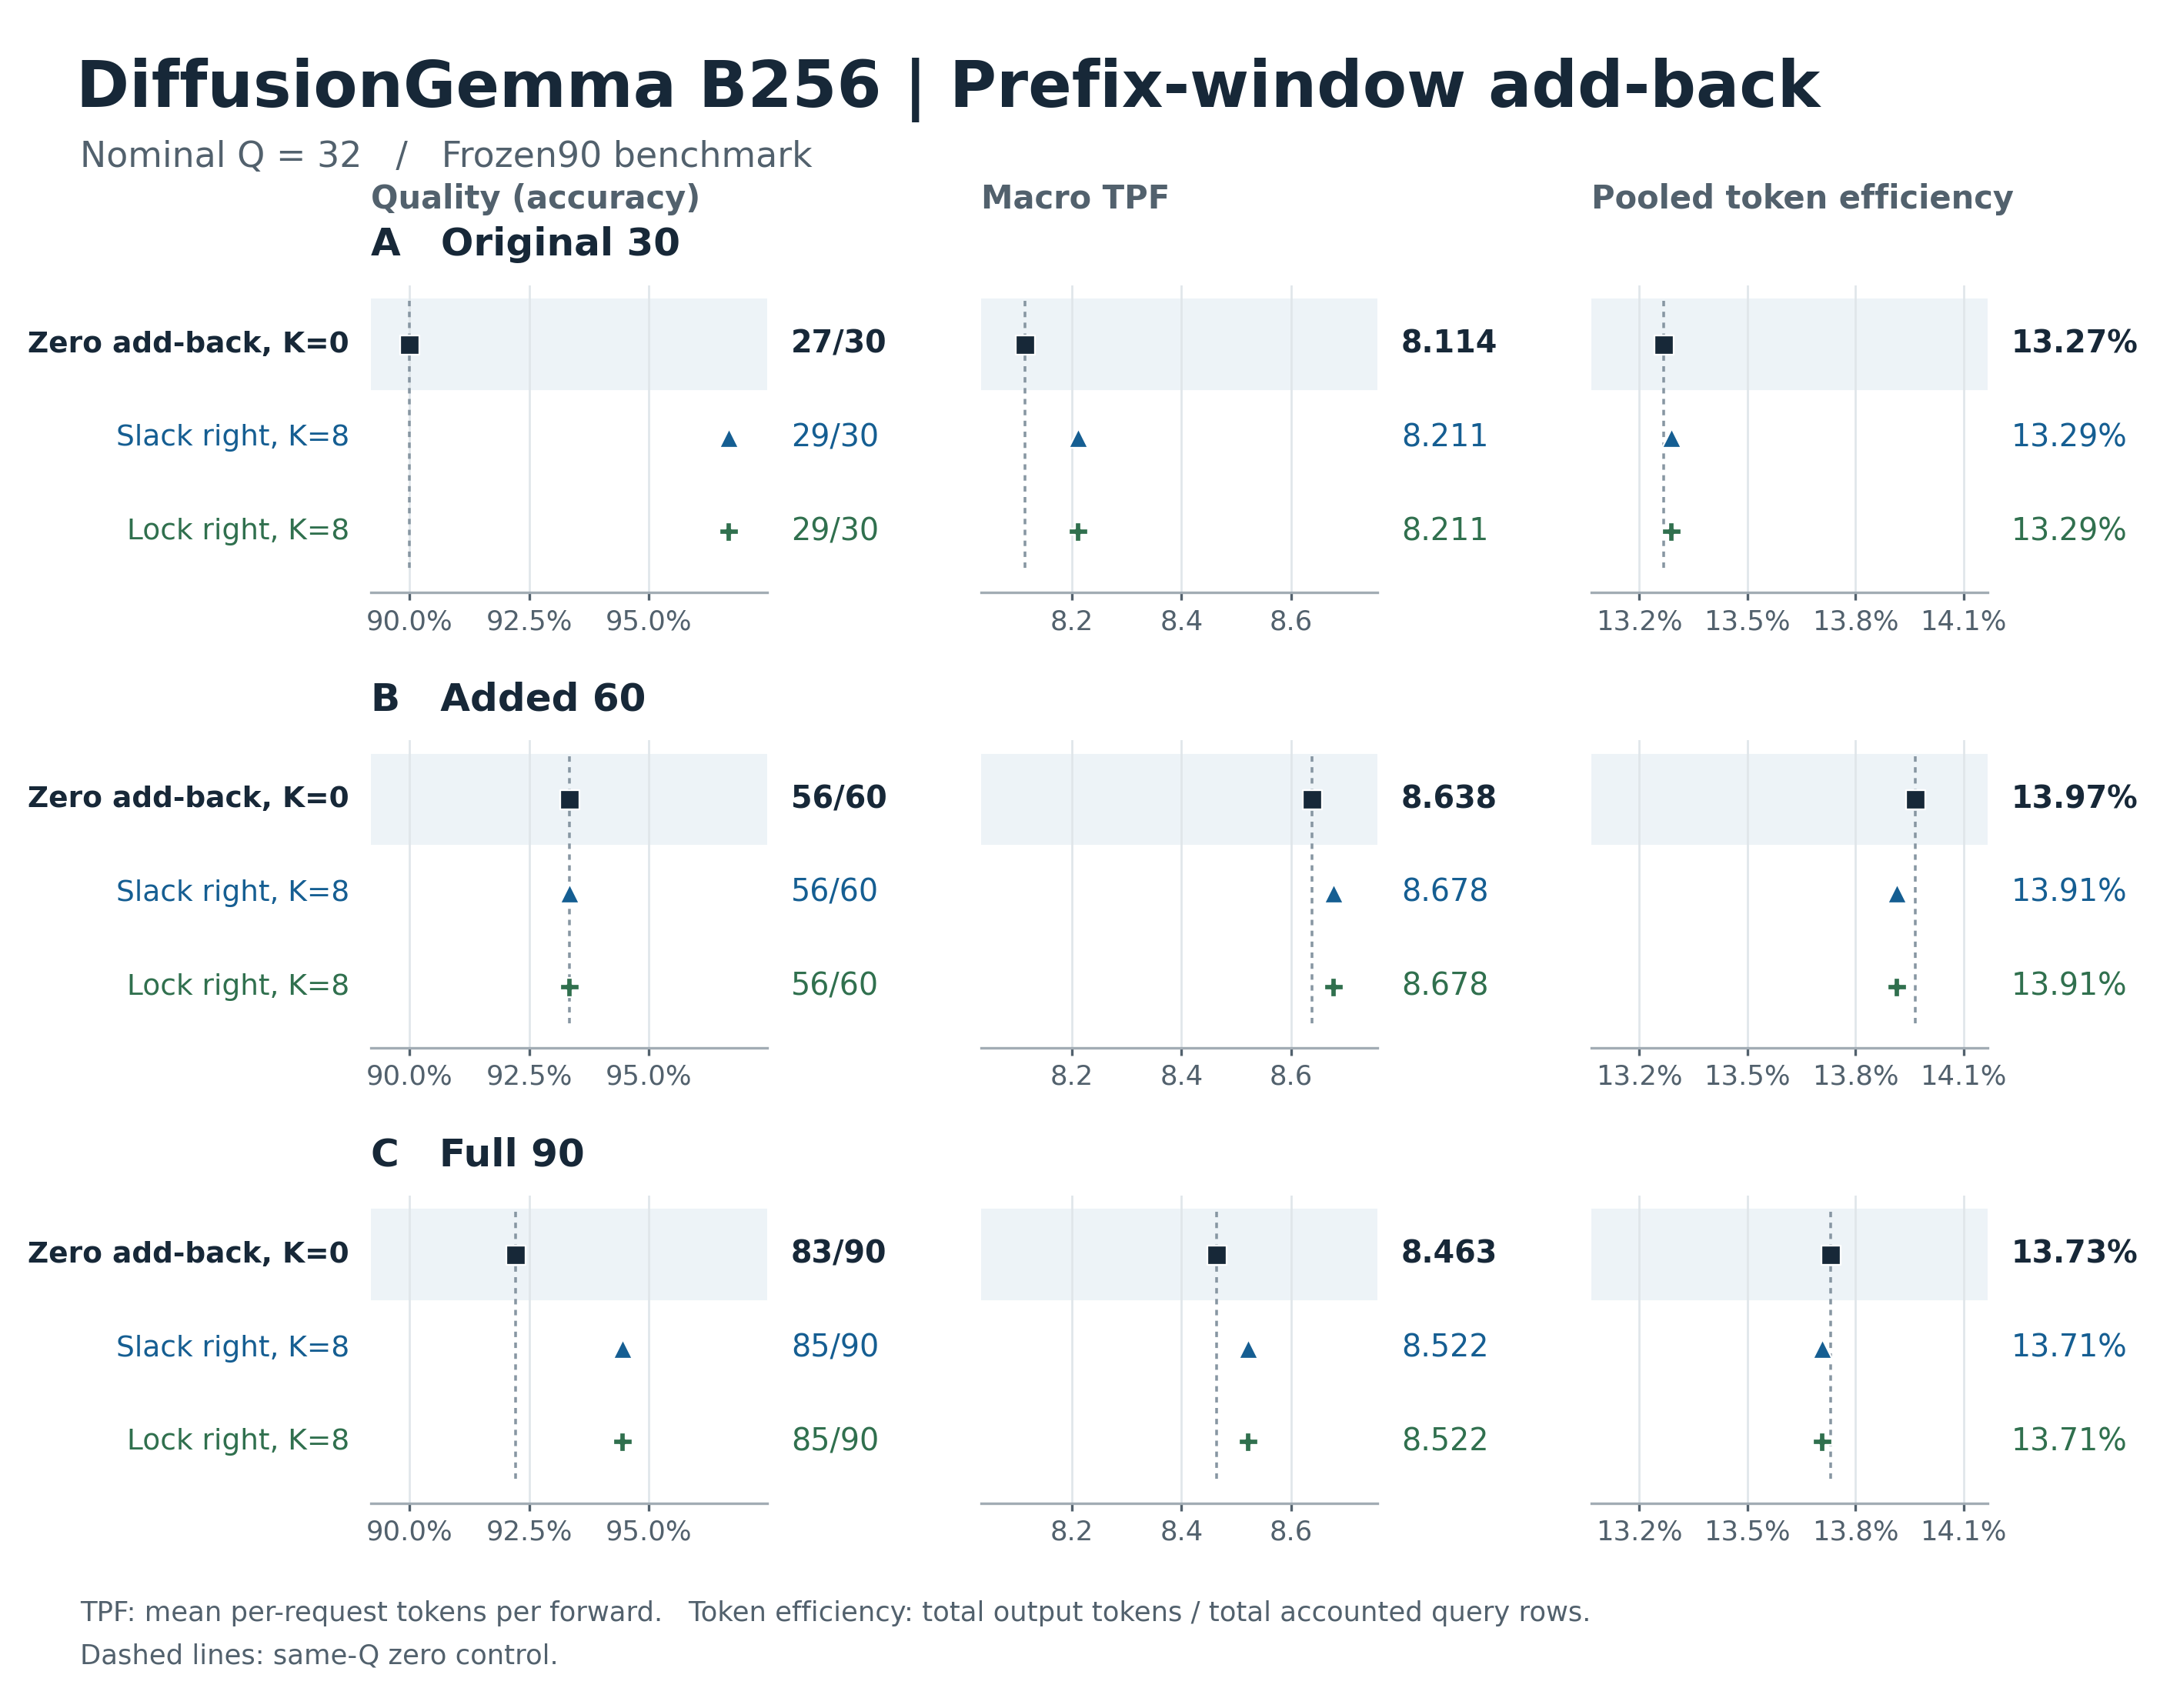 DiffusionGemma B256 | Prefix-window add-back
Nominal Q = 32 / Frozen90 benchmark
Quality (accuracy) Macro TPF Pooled token efficiency
A Original 30
Zero add-back, K=0 27/30 8.114 13.27%
Slack right, K=8 29/30 8.211 13.29%
Lock right, K=8 29/30 8.211 13.29%
90.0% 92.5% 95.0% 8.2 8.4 8.6 13.2% 13.5% 13.8% 14.1%
B Added 60
Zero add-back, K=0 56/60 8.638 13.97%
Slack right, K=8 56/60 8.678 13.91%
Lock right, K=8 56/60 8.678 13.91%
90.0% 92.5% 95.0% 8.2 8.4 8.6 13.2% 13.5% 13.8% 14.1%
C Full 90
Zero add-back, K=0 83/90 8.463 13.73%
Slack right, K=8 85/90 8.522 13.71%
Lock right, K=8 85/90 8.522 13.71%
90.0% 92.5% 95.0% 8.2 8.4 8.6 13.2% 13.5% 13.8% 14.1%
TPF: mean per-request tokens per forward. Token efficiency: total output tokens / total accounted query rows.
Dashed lines: same-Q zero control.